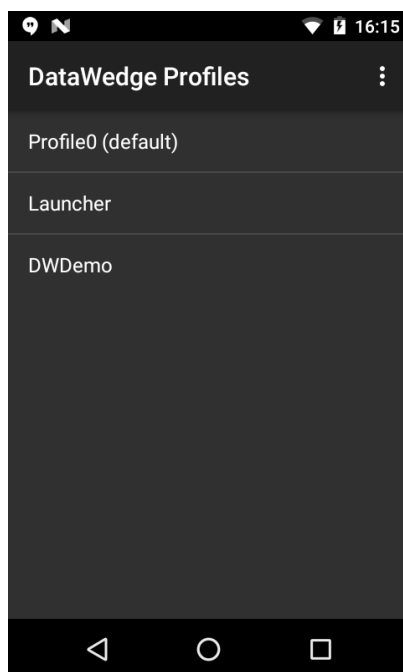 16:15
DataWedge Profiles
Profile0 (default)
Launcher
DWDemo